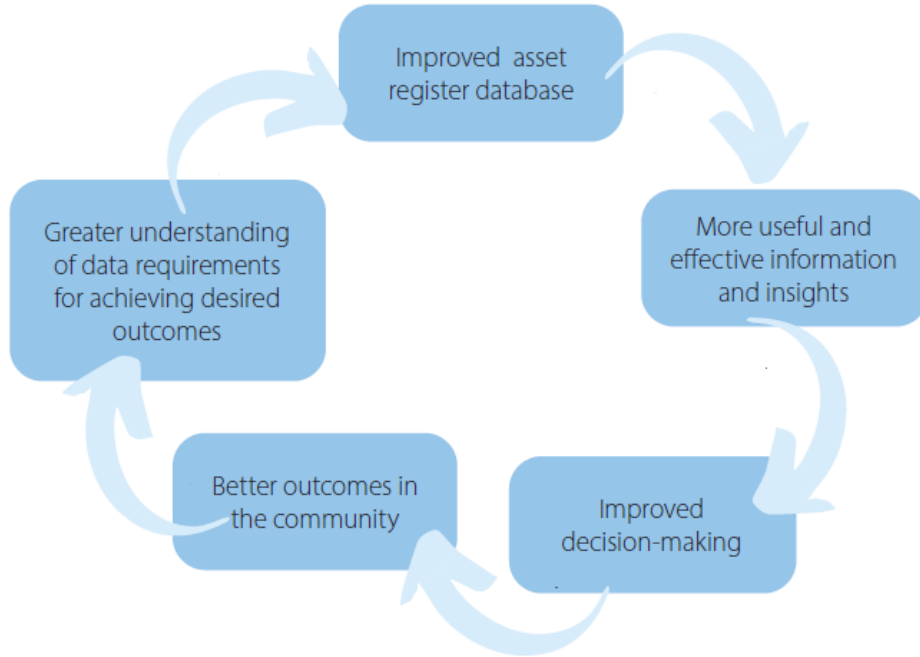 Improved asset
register database
More useful and
effective information
and insights
Improved
decision-making
Better outcomes in
the community
Greater understanding
of data requirements
for achieving desired
outcomes